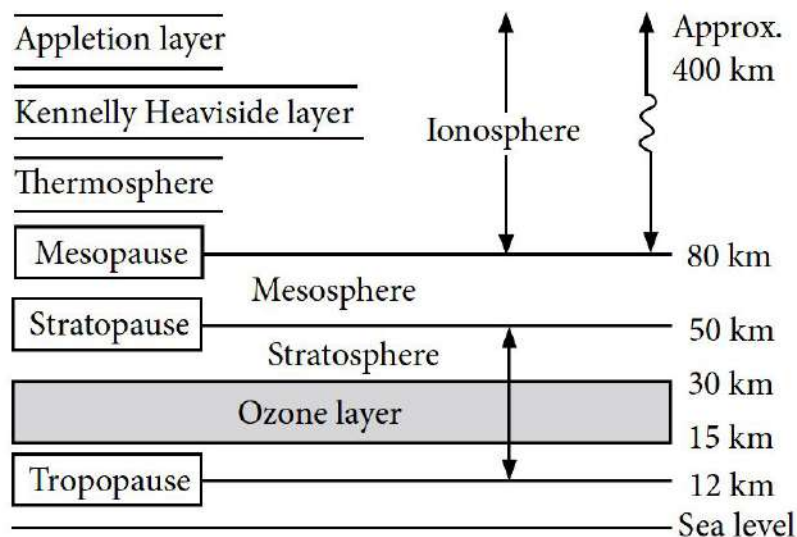 Appletion layer
Approx.
400 km
Kennelly Heaviside layer
Ionosphere
Thermosphere
Mesopause
80 km
Mesosphere
Stratopause
50 km
Stratosphere
30 km
Ozone layer
15 km
Tropopause
12 km
Sea level